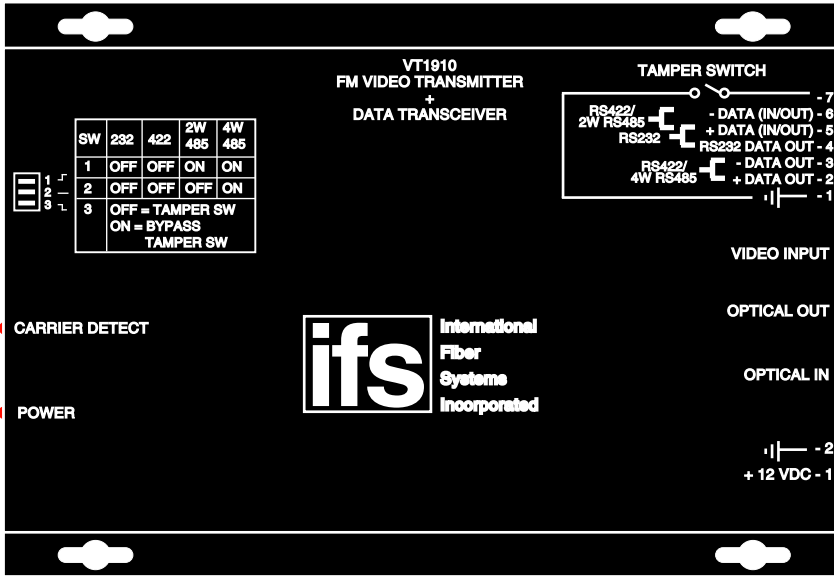 VT1910
FM VIDEO TRANSMITTER
+
DATA TRANSCEIVER
TAMPER SWITCH
- 7
- DATA (IN/OUT) - 6
+ DATA (IN/OUT) - 5
RS232 DATA OUT - 4
- DATA OUT - 3
+ DATA OUT - 2
- 1
RS422/
2W RS485
RS232
RS422/
4W RS485
SW 232 422 2W 485 4W 485
1 OFF OFF ON ON
2 OFF OFF OFF ON
3 OFF = TAMPER SW
ON = BYPASS
TAMPER SW
1
2
3
VIDEO INPUT
OPTICAL OUT
OPTICAL IN
- 2
+ 12 VDC - 1
CARRIER DETECT
POWER
ifs
International
Fiber
Systems
Incorporated